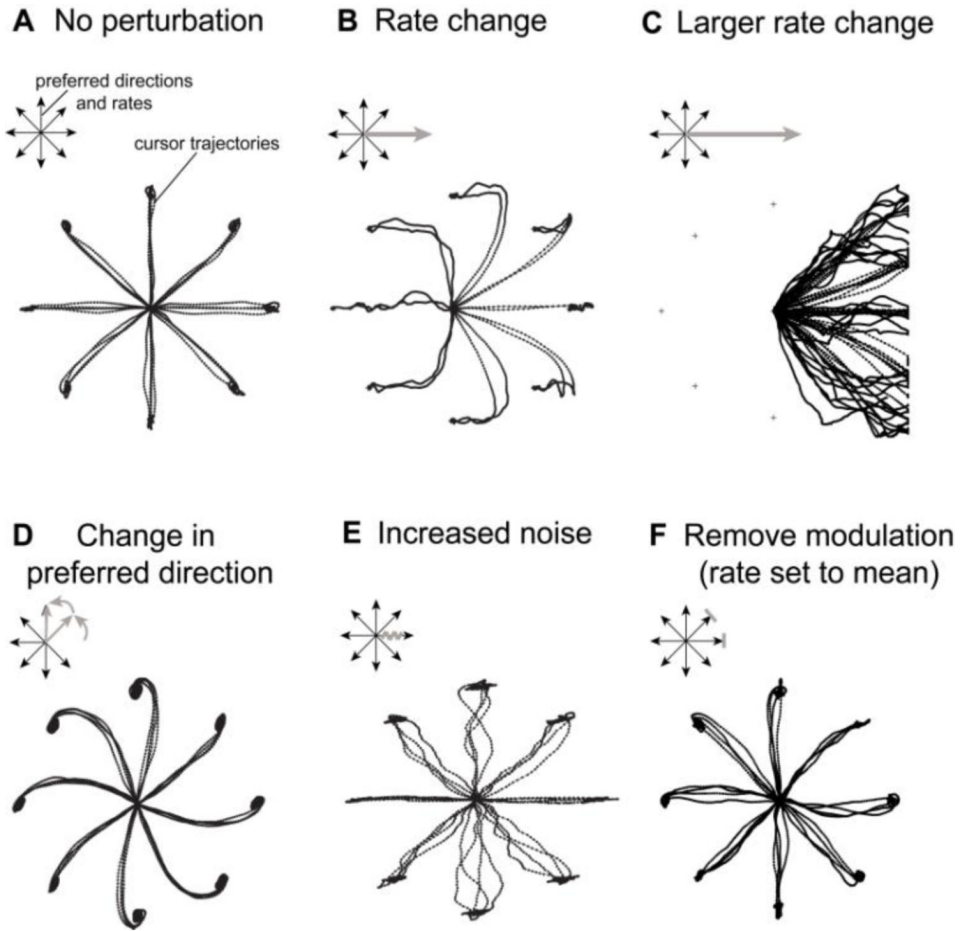 A No perturbation
preferred directions
and rates
cursor trajectories
B Rate change
C Larger rate change
D Change in
preferred direction
E Increased noise
F Remove modulation
(rate set to mean)